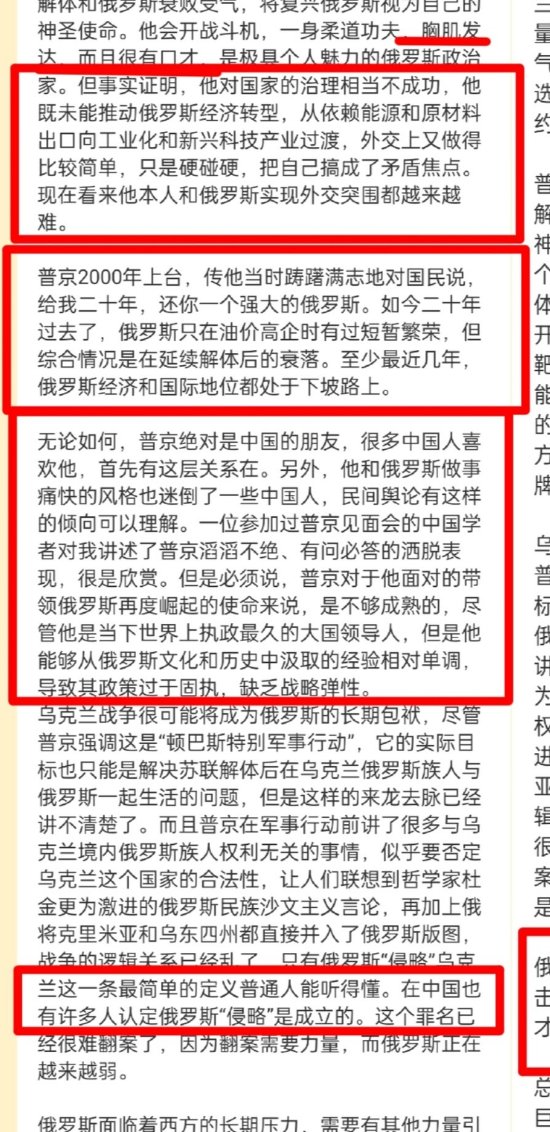 解体和俄罗斯衰败受气，将复兴俄罗斯视为自己的
神圣使命。他会开战斗机，一身柔道功夫、胸肌发
达，而且很有口才，是极具个人魅力的俄罗斯政治
家。但事实证明，他对国家的治理相当不成功，他
既未能推动俄罗斯经济转型，从依赖能源和原材料
出口向工业化和新兴科技产业过渡，外交上又做得
比较简单，只是硬碰硬，把自己搞成了矛盾焦点。
现在看来他本人和俄罗斯实现外交突围都越来越
难。
普京2000年上台，传他当时踌躇满志地对国民说，
给我二十年，还你一个强大的俄罗斯。如今二十年
过去了，俄罗斯只在油价高企时有过短暂繁荣，但
综合情况是在延续解体后的衰落。至少最近几年，
俄罗斯经济和国际地位都处于下坡路上。
无论如何，普京绝对是中国的朋友，很多中国人喜
欢他，首先有这层关系在。另外，他和俄罗斯做事
痛快的风格也迷倒了一些中国人，民间舆论有这样
的倾向可以理解。一位参加过普京见面会的中国学
者对我讲述了普京滔滔不绝、有问必答的洒脱表
现，很是欣赏。但是必须说，普京对于他面对的带
领俄罗斯再度崛起的使命来说，是不够成熟的，尽
管他是当下世界上执政最久的大国领导人，但是他
能够从俄罗斯文化和历史中汲取的经验相对单调，
导致其政策过于固执，缺乏战略弹性。
乌克兰战争很可能将成为俄罗斯的长期包袱，尽管
普京强调这是“顿巴斯特别军事行动”，它的实际目
标也只能是解决苏联解体后在乌克兰俄罗斯族人与
俄罗斯一起生活的问题，但是这样的来龙去脉已经
讲不清楚了。而且普京在军事行动前讲了很多与乌
克兰境内俄罗斯族人权利无关的事情，似乎要否定
乌克兰这个国家的合法性，让人们联想到哲学家杜
金更为激进的俄罗斯民族沙文主义言论，再加上俄
将克里米亚和乌东四州都直接并入了俄罗斯版图，
战争的逻辑关系已经乱了，只有俄罗斯“侵略”乌克
兰这一条最简单的定义普通人能听得懂。在中国也
有许多人认定俄罗斯“侵略”是成立的。这个罪名已
经很难翻案了，因为翻案需要力量，而俄罗斯正在
越来越弱。
俄罗斯面临着西方的长期压力，需要有其他力量引
量
气
选
约
普
解
神
个
体
开
靶
能
的
方
牌
乌
普
标
俄
讲
为
权
进
亚
辑
很
案
是
俄
击
才
总
目